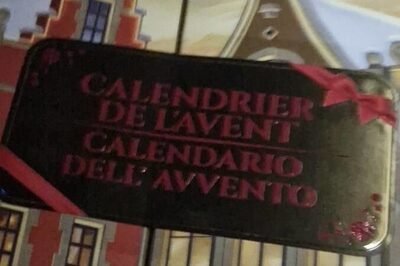 CALENDRIER
DE L'AVENT
CALENDARIO
DELL' AVVENTO